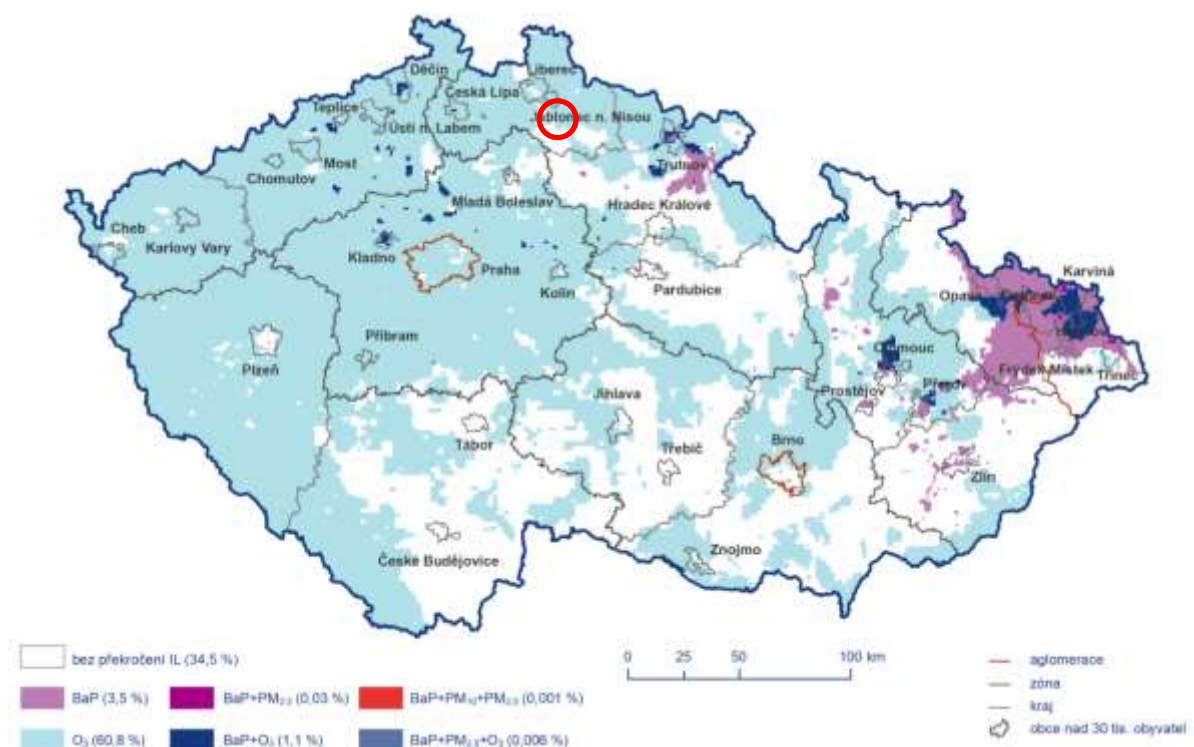 Děčín
Liberec
Česká Lípa
Teplice
Jablonec n. Nisou
Ústí n. Labem
Most
Trutnov
Chomutov
Mladá Boleslav
Hradec Králové
Cheb
Karlovy Vary
Kladno
Praha
Karviná
Kolín
Pardubice
Opava
Příbram
Olomouc
Plzeň
Frýdek-Místek
Třinec
Prostějov
Přerov
Jihlava
Tábor
Třebíč
Brno
Zlín
České Budějovice
Znojmo
bez překročení IL (34,5 %)
0 25 50 100 km
aglomerace
BaP (3,5 %) BaP+PM₂.₅ (0,03 %) BaP+PM₁₀+PM₂.₅ (0,001 %)
zóna
kraj
O₃ (60,8 %) BaP+O₃ (1,1 %) BaP+PM₂.₅+O₃ (0,006 %)
obce nad 30 tis. obyvatel